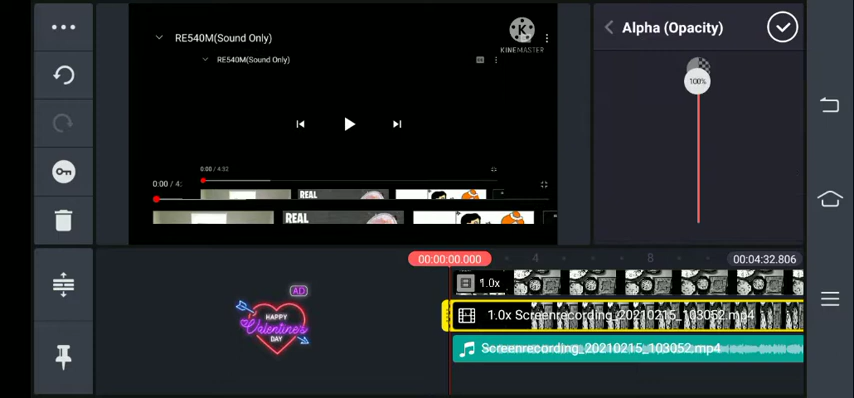 RE540M(Sound Only)
KINEMASTER
RE540M(Sound Only)
0:00 / 4:32
0:00 / 4:
REAL
REAL
Alpha (Opacity)
100%
00:00:00.000
4
8
00:04:32.806
1.0x
1.0x Screenrecording_20210215_103052.mp4
Screenrecording_20210215_103052.mp4
AD
HAPPY
Valentine's
DAY